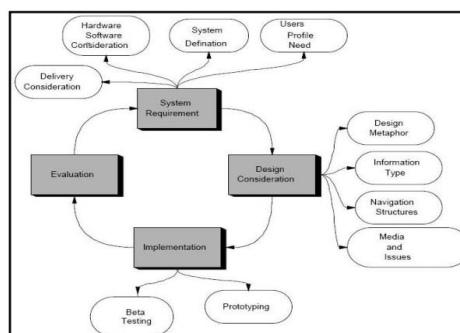 Hardware
Software
Contsideration
System
Defination
Users
Profile
Need
Delivery
Consideration
System
Requirement
Evaluation
Design
Consideration
Design
Metaphor
Information
Type
Navigation
Structures
Media
and
Issues
Implementation
Beta
Testing
Prototyping